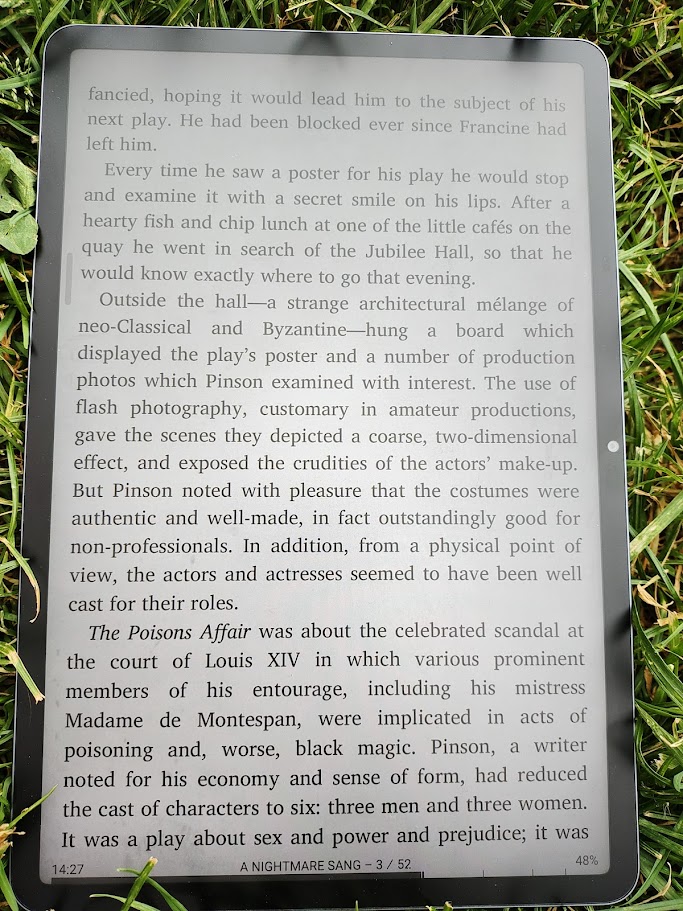 fancied, hoping it would lead him to the subject of his
next play. He had been blocked ever since Francine had
left him.
Every time he saw a poster for his play he would stop
and examine it with a secret smile on his lips. After a
hearty fish and chip lunch at one of the little cafés on the
quay he went in search of the Jubilee Hall, so that he
would know exactly where to go that evening.
Outside the hall—a strange architectural mélange of
neo-Classical and Byzantine—hung a board which
displayed the play's poster and a number of production
photos which Pinson examined with interest. The use of
flash photography, customary in amateur productions,
gave the scenes they depicted a coarse, two-dimensional
effect, and exposed the crudities of the actors' make-up.
But Pinson noted with pleasure that the costumes were
authentic and well-made, in fact outstandingly good for
non-professionals. In addition, from a physical point of
view, the actors and actresses seemed to have been well
cast for their roles.
The Poisons Affair was about the celebrated scandal at
the court of Louis XIV in which various prominent
members of his entourage, including his mistress
Madame de Montespan, were implicated in acts of
poisoning and, worse, black magic. Pinson, a writer
noted for his economy and sense of form, had reduced
the cast of characters to six: three men and three women.
It was a play about sex and power and prejudice; it was
14:27 A NIGHTMARE SANG – 3 / 52 48%